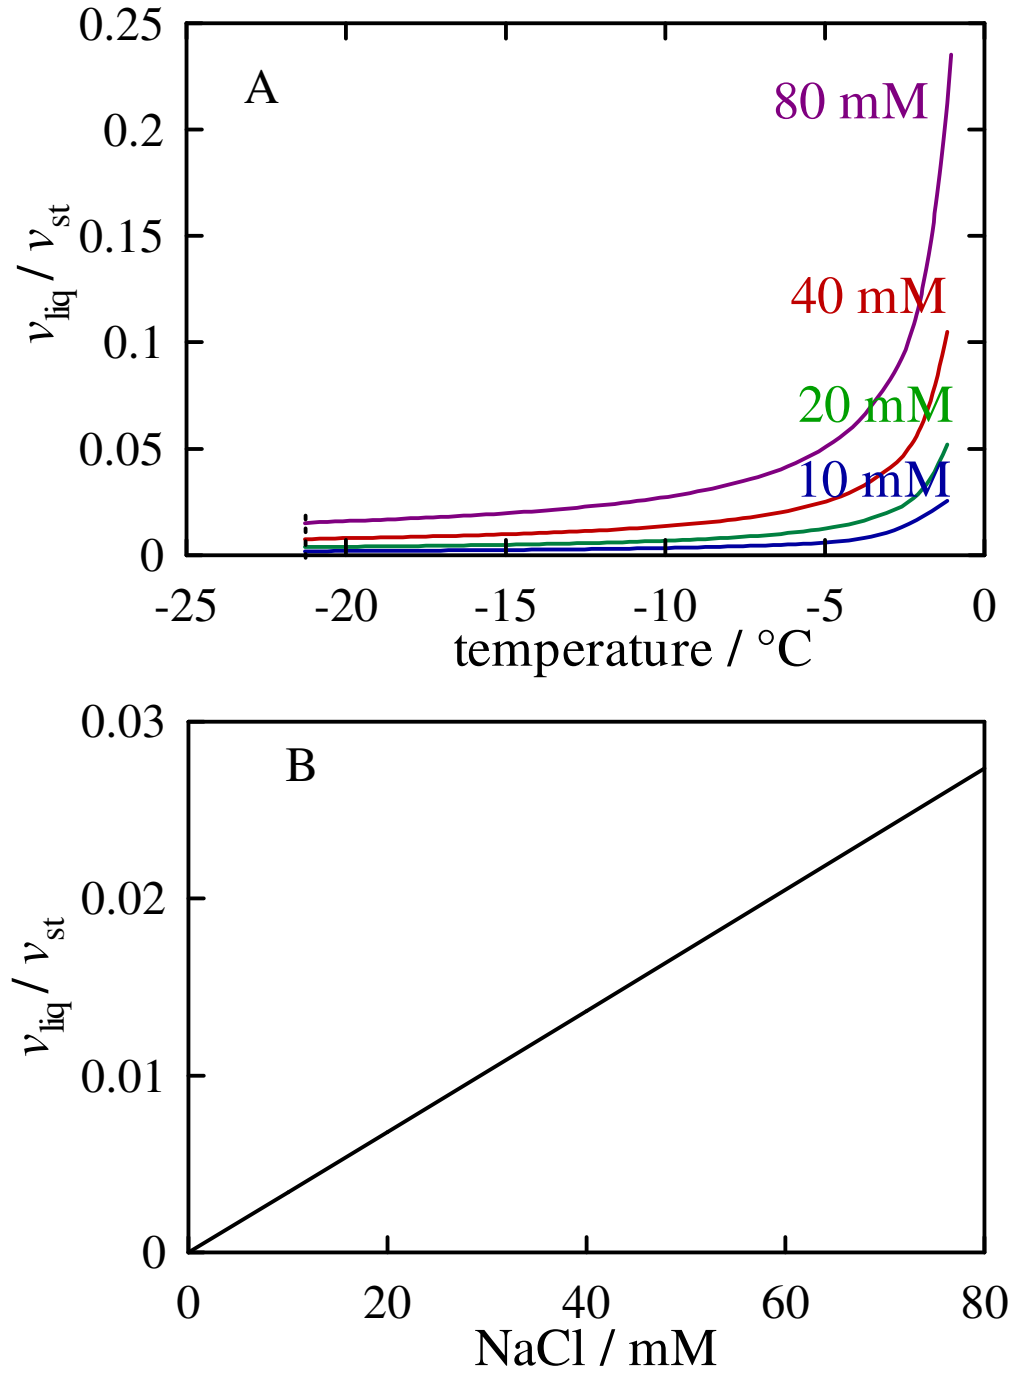 A
80 mM
40 mM
20 mM
10 mM
0.25
0.2
0.15
0.1
0.05
0
v_liq / v_st
-25 -20 -15 -10 -5 0
temperature / °C
B
0.03
0.02
0.01
0
v_liq / v_st
0 20 40 60 80
NaCl / mM